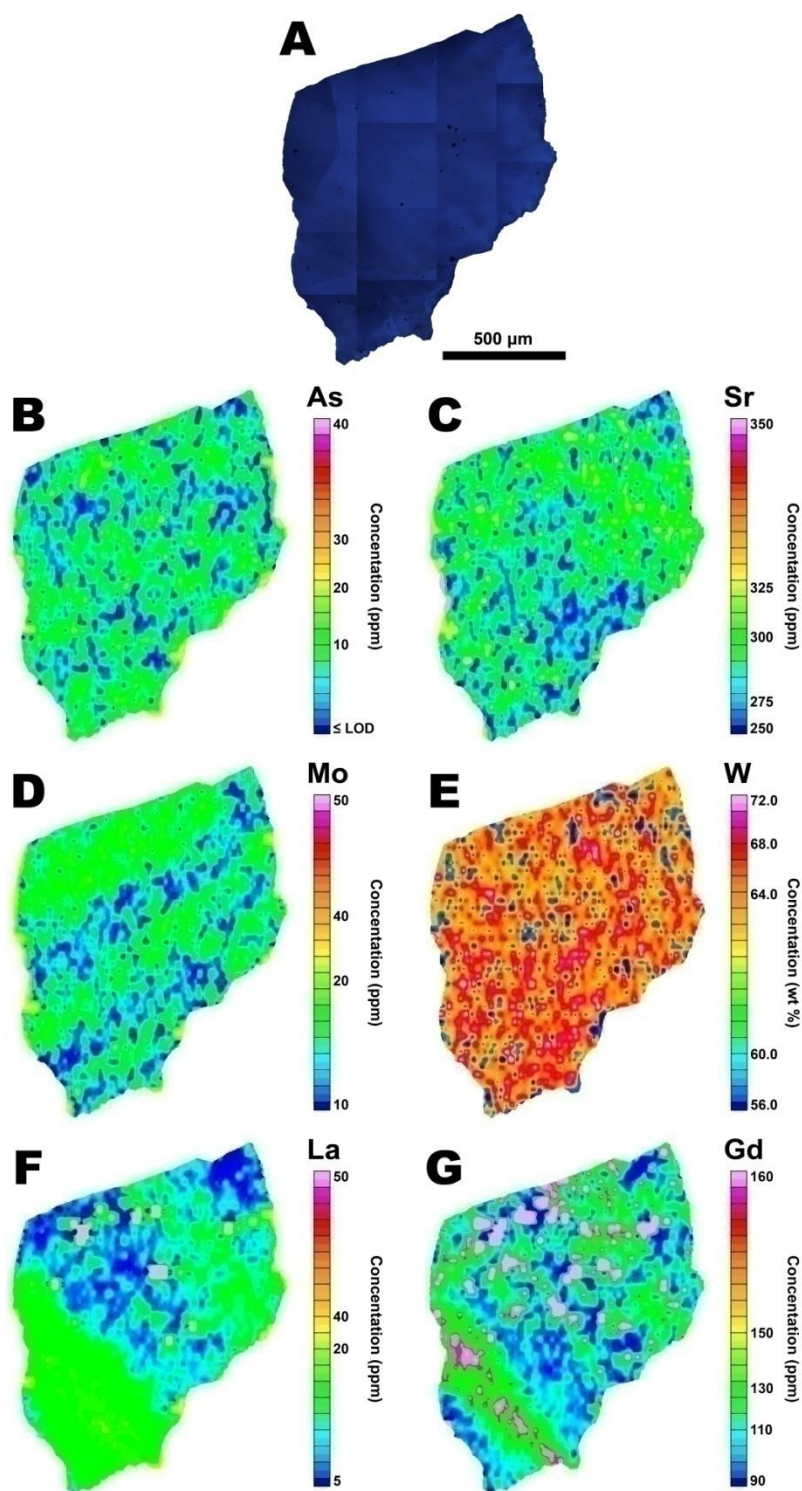 A
500 µm
B
As
40
30
20
10
≤ LOD
Concentation (ppm)
C
Sr
350
325
300
275
250
Concentation (ppm)
D
Mo
50
40
20
10
Concentation (ppm)
E
W
72.0
68.0
64.0
60.0
56.0
Concentation (wt %)
F
La
50
40
20
5
Concentation (ppm)
G
Gd
160
150
130
110
90
Concentation (ppm)